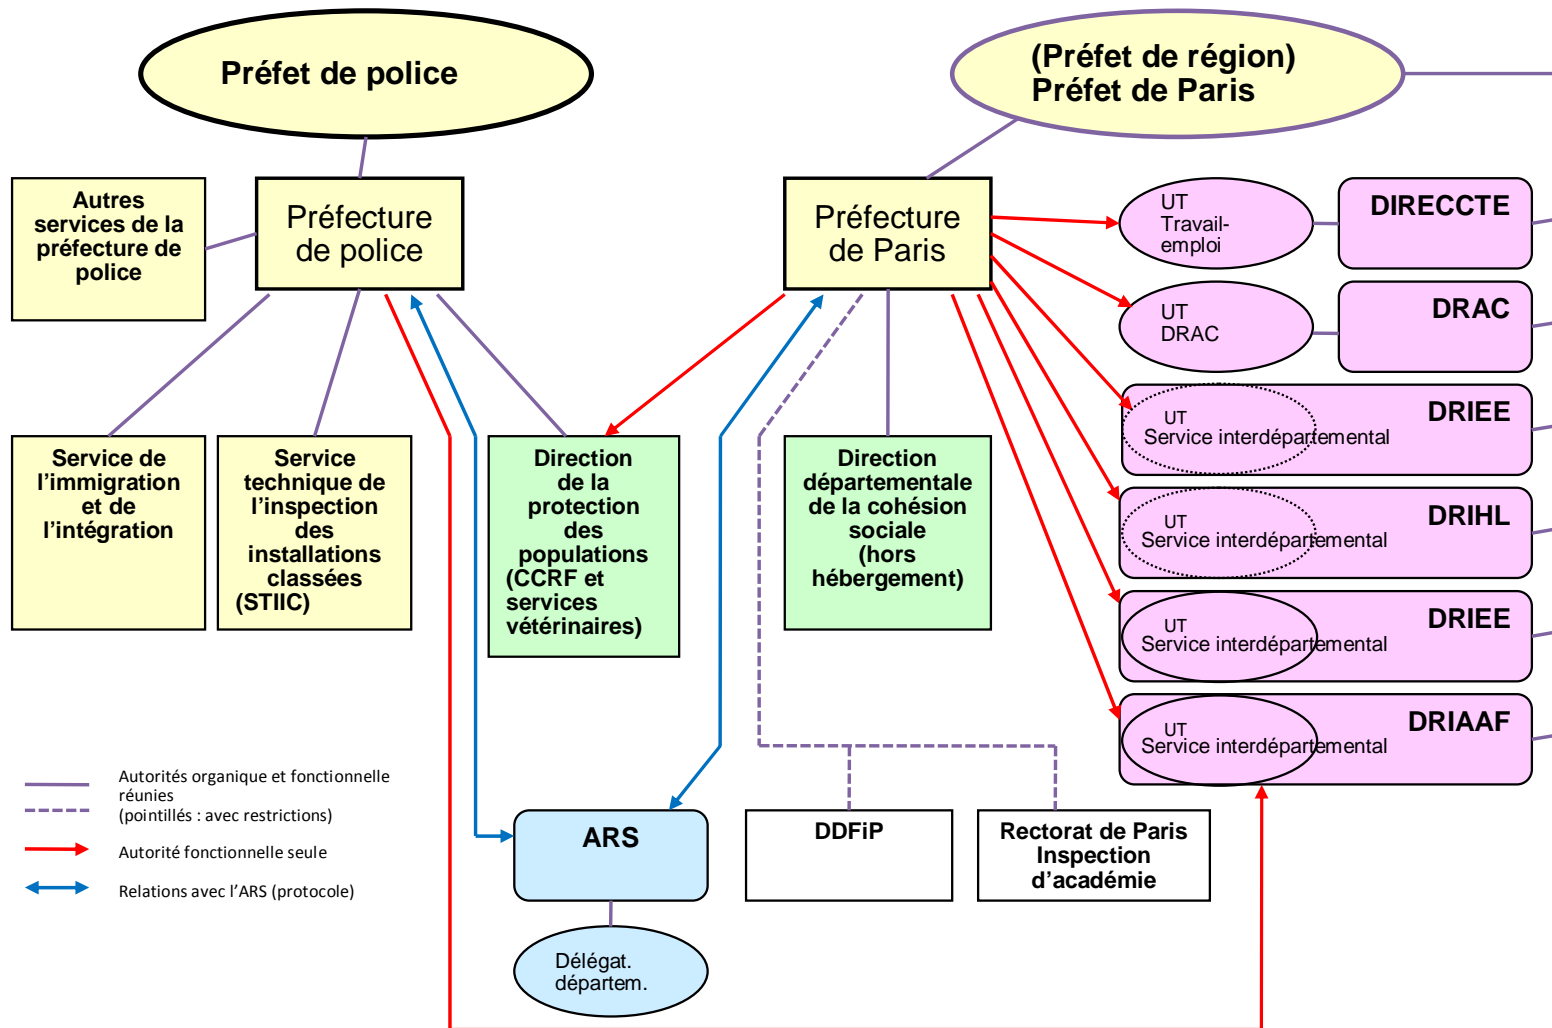 Préfet de police
(Préfet de région)
Préfet de Paris
Autres
services de la
préfecture de
police
Préfecture
de police
Préfecture
de Paris
UT
Travail-
emploi
DIRECCTE
UT
DRAC
DRAC
DRIEE
UT
Service interdépartemental
DRIHL
UT
Service interdépartemental
DRIEE
UT
Service interdépartemental
DRIAAF
UT
Service interdépartemental
Service de
l’immigration
et de
l’intégration
Service
technique de
l’inspection
des
installations
classées
(STIIC)
Direction
de la
protection
des
populations
(CCRF et
services
vétérinaires)
Direction
départementale
de la cohésion
sociale
(hors
hébergement)
Autorités organique et fonctionnelle
réunies
(pointillés : avec restrictions)
Autorité fonctionnelle seule
Relations avec l’ARS (protocole)
ARS
DDFiP
Rectorat de Paris
Inspection
d’académie
Délégat.
départem.